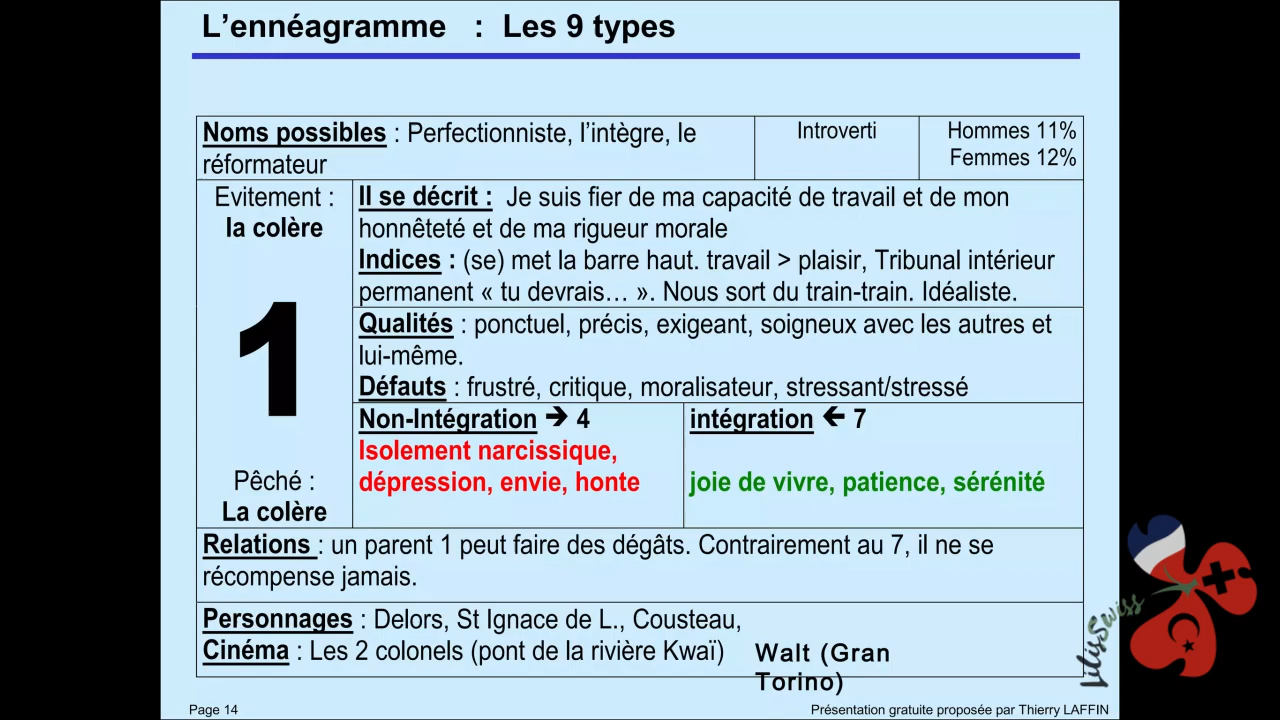 L’ennéagramme : Les 9 types
Noms possibles : Perfectionniste, l’intègre, le
réformateur
Introverti
Hommes 11%
Femmes 12%
Evitement :
la colère
1
Pêché :
La colère
Il se décrit : Je suis fier de ma capacité de travail et de mon
honnêteté et de ma rigueur morale
Indices : (se) met la barre haut. travail > plaisir, Tribunal intérieur
permanent « tu devrais… ». Nous sort du train-train. Idéaliste.
Qualités : ponctuel, précis, exigeant, soigneux avec les autres et
lui-même.
Défauts : frustré, critique, moralisateur, stressant/stressé
Non-Intégration ➔ 4
Isolement narcissique,
dépression, envie, honte
intégration 🡰 7
joie de vivre, patience, sérénité
Relations : un parent 1 peut faire des dégâts. Contrairement au 7, il ne se
récompense jamais.
Personnages : Delors, St Ignace de L., Cousteau,
Cinéma : Les 2 colonels (pont de la rivière Kwaï)
Walt (Gran
Torino)
LilisSwiss
Page 14
Présentation gratuite proposée par Thierry LAFFIN